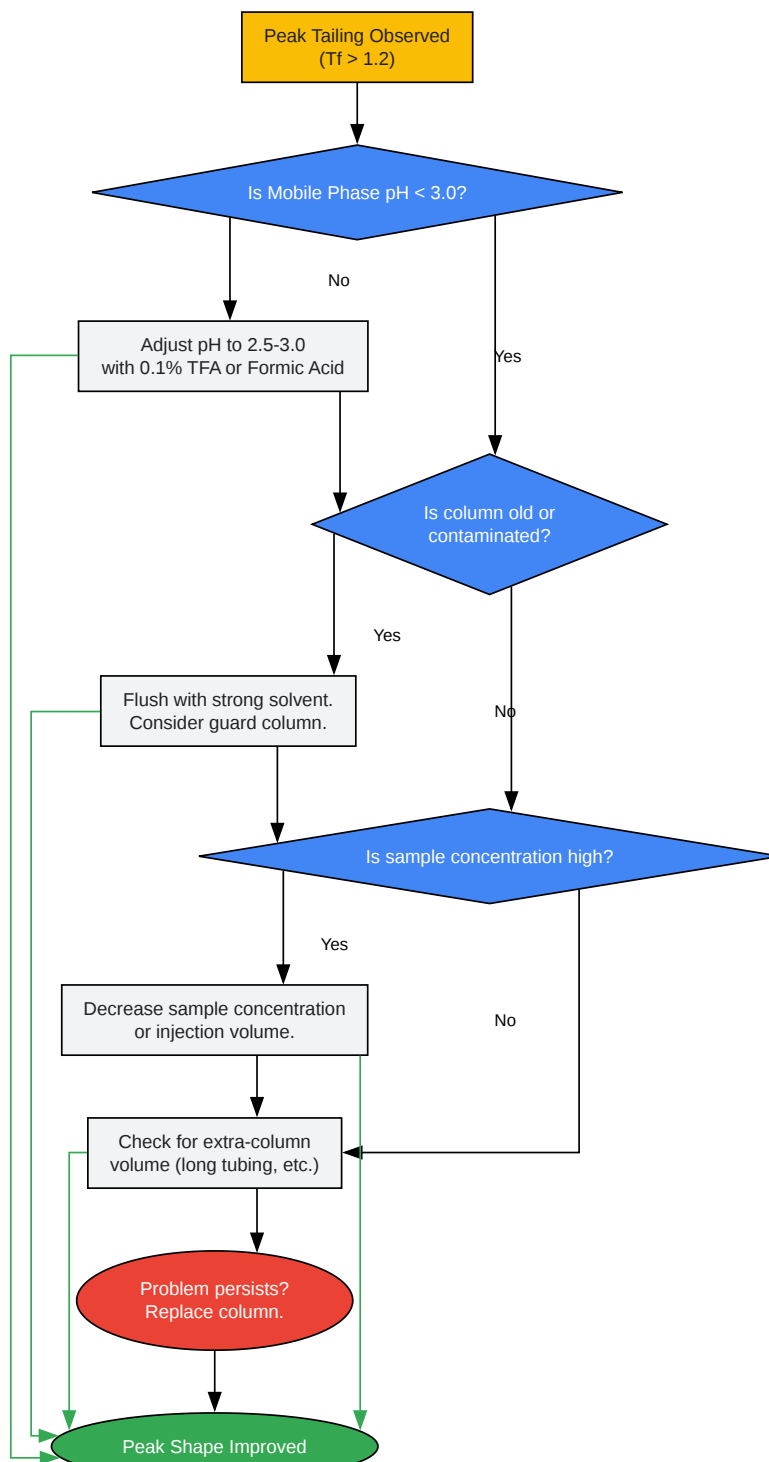 Peak Tailing Observed
(Tf > 1.2)
Is Mobile Phase pH < 3.0?
No
Adjust pH to 2.5-3.0
with 0.1% TFA or Formic Acid
Yes
Is column old or
contaminated?
Yes
Flush with strong solvent.
Consider guard column.
No
Is sample concentration high?
Yes
Decrease sample concentration
or injection volume.
No
Check for extra-column
volume (long tubing, etc.)
Problem persists?
Replace column.
Peak Shape Improved